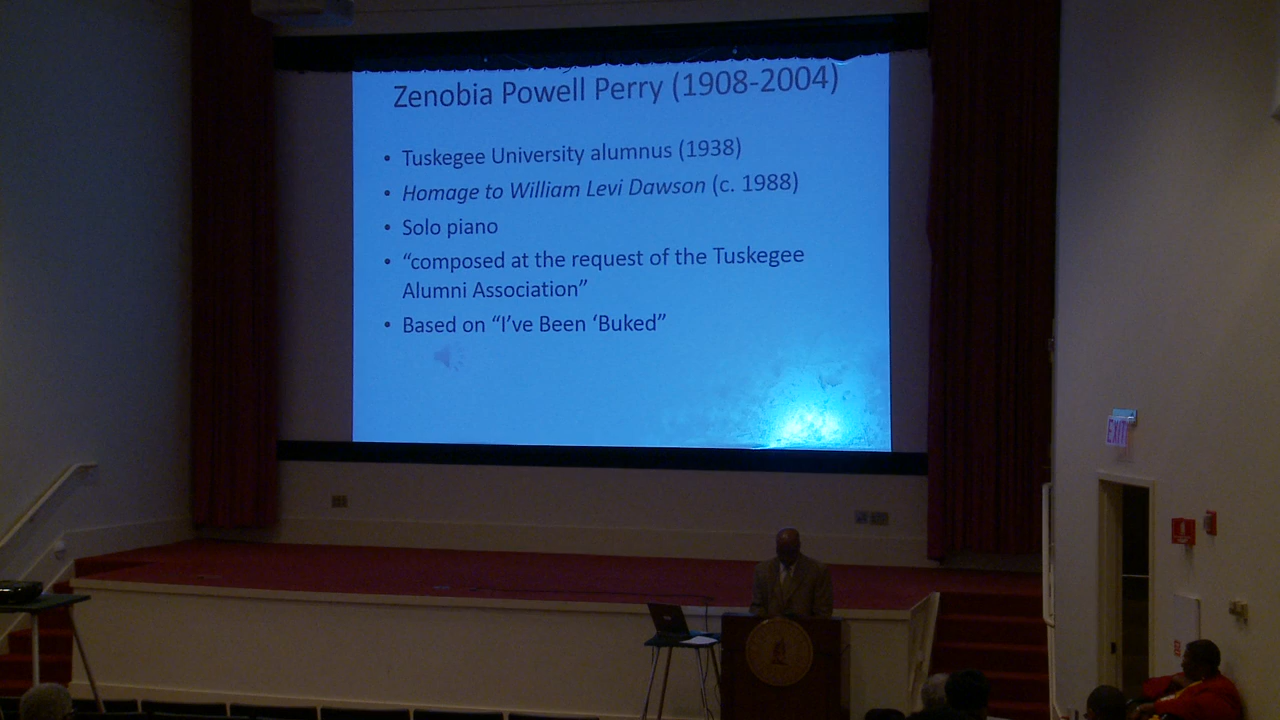 Zenobia Powell Perry (1908-2004)
• Tuskegee University alumnus (1938)
• Homage to William Levi Dawson (c. 1988)
• Solo piano
• “composed at the request of the Tuskegee
Alumni Association”
• Based on “I’ve Been ‘Buked”
EXIT